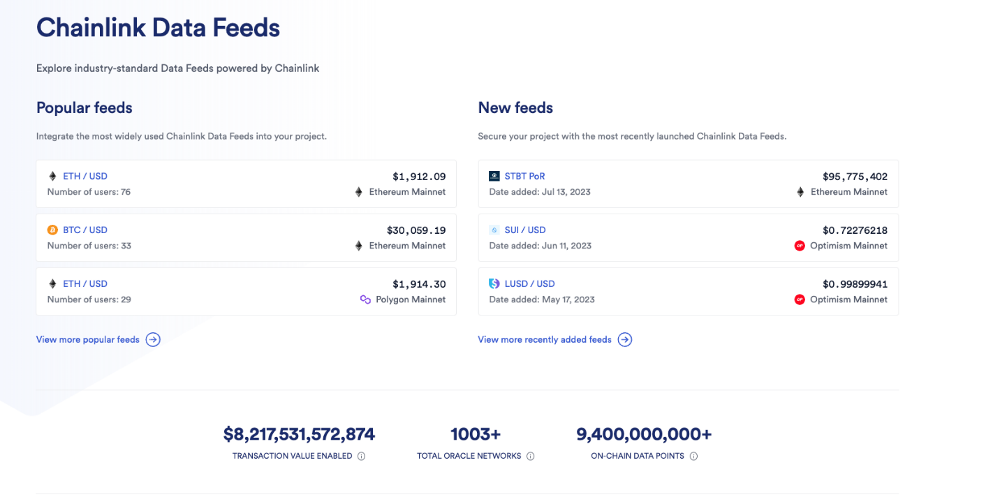 Chainlink Data Feeds
Explore industry-standard Data Feeds powered by Chainlink
Popular feeds
Integrate the most widely used Chainlink Data Feeds into your project.
ETH / USD $1,912.09
Number of users: 76 Ethereum Mainnet
BTC / USD $30,059.19
Number of users: 33 Ethereum Mainnet
ETH / USD $1,914.30
Number of users: 29 Polygon Mainnet
View more popular feeds
New feeds
Secure your project with the most recently launched Chainlink Data Feeds.
STBT PoR $95,775,402
Date added: Jul 13, 2023 Ethereum Mainnet
SUI / USD $0.72276218
Date added: Jun 11, 2023 OP Optimism Mainnet
LUSD / USD $0.99899941
Date added: May 17, 2023 OP Optimism Mainnet
View more recently added feeds
$8,217,531,572,874 1003+ 9,400,000,000+
TRANSACTION VALUE ENABLED TOTAL ORACLE NETWORKS ON-CHAIN DATA POINTS